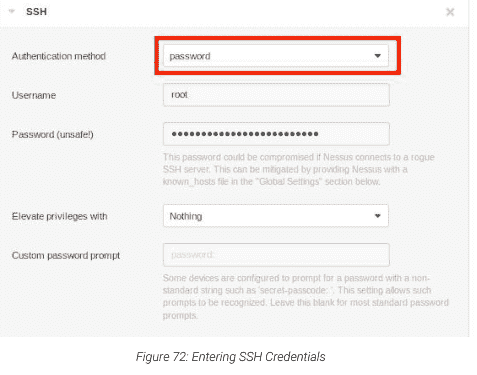 SSH
Authentication method
password
Username
root
Password (unsafe!)
This password could be compromised if Nessus connects to a rogue
SSH server. This can be mitigated by providing Nessus with a
known_hosts file in the "Global Settings" section below.
Elevate privileges with
Nothing
Custom password prompt
password:
Some devices are configured to prompt for a password with a non-
standard string such as 'secret-passcode: '. This setting allows such
prompts to be recognized. Leave this blank for most standard password
prompts.
Figure 72: Entering SSH Credentials